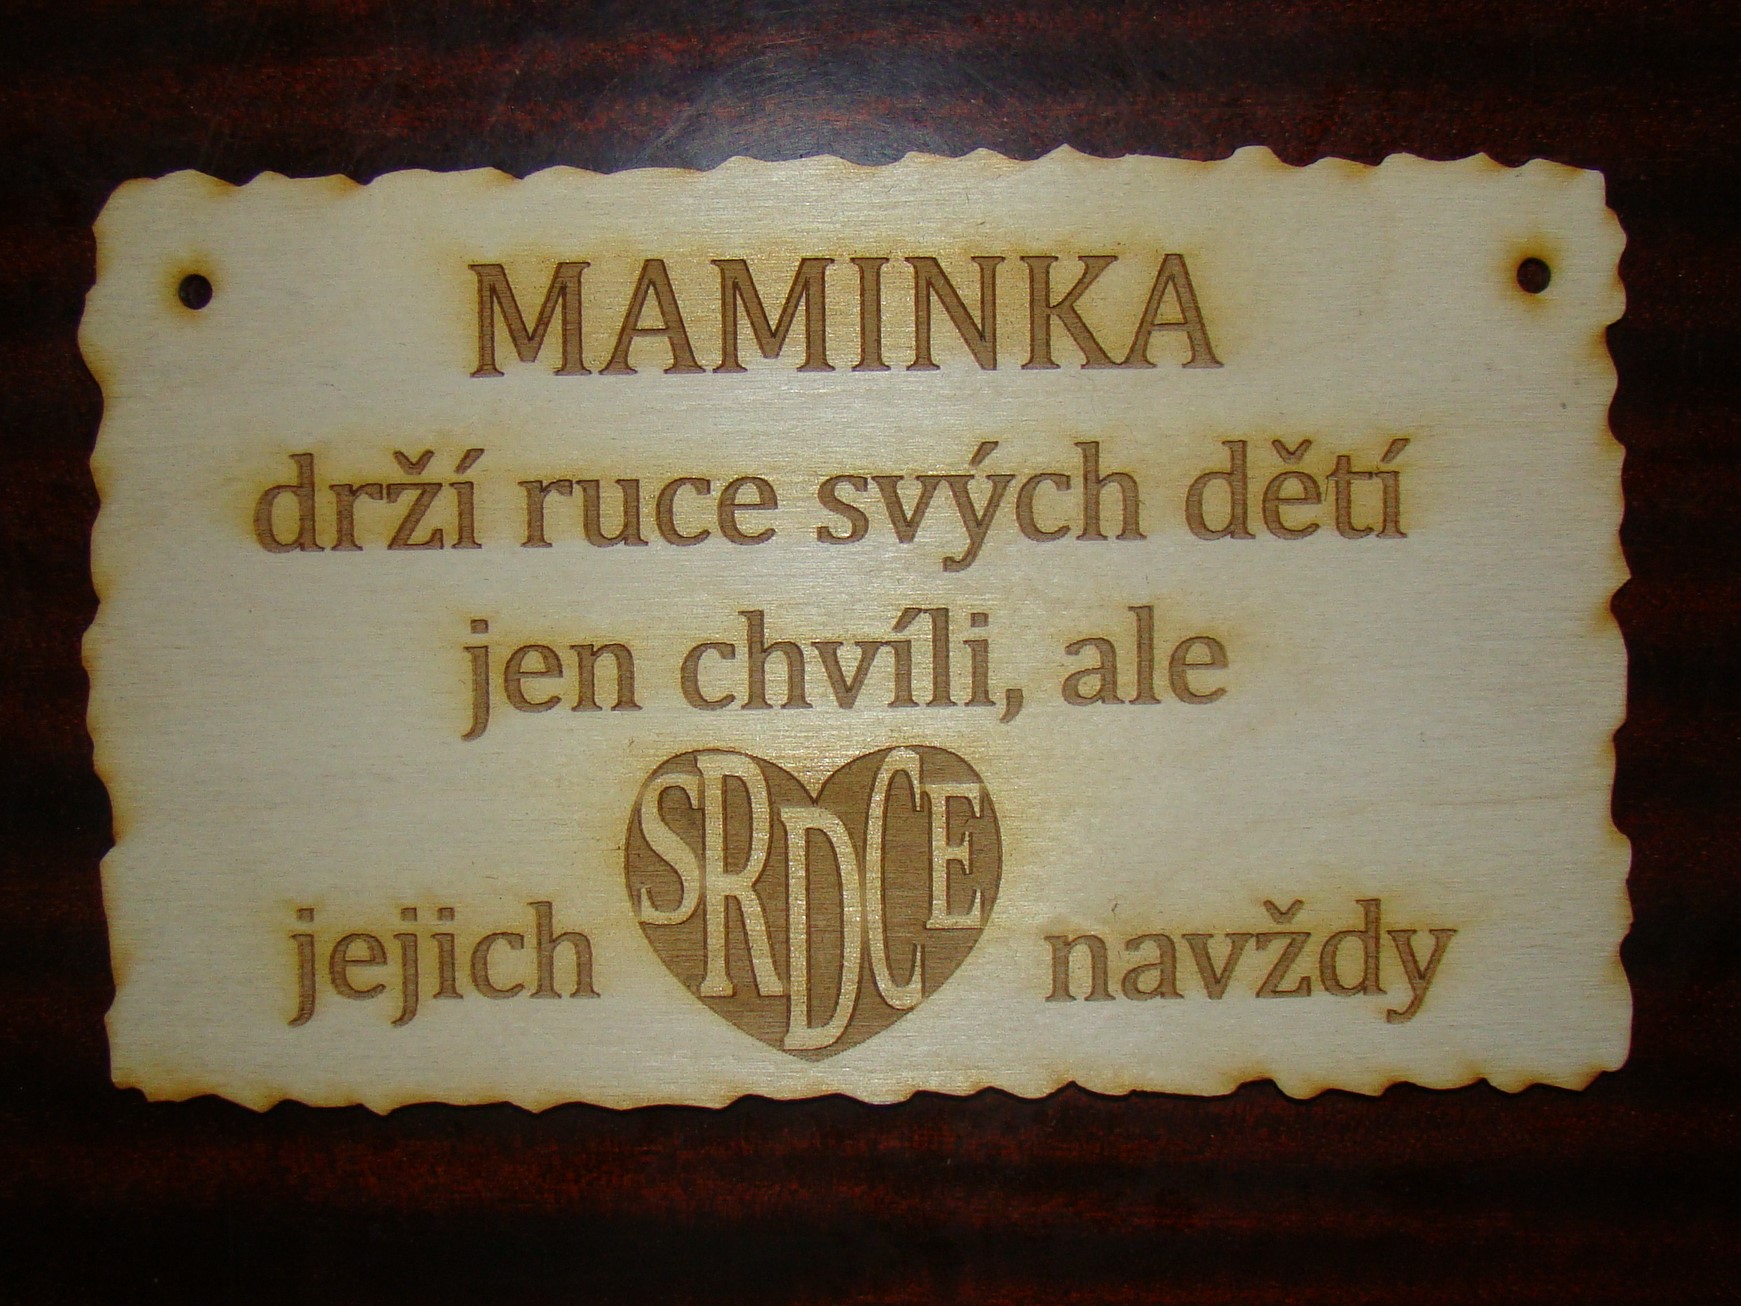 MAMINKA
drží ruce svých dětí
jen chvíli, ale
jejich SRDCE navždy